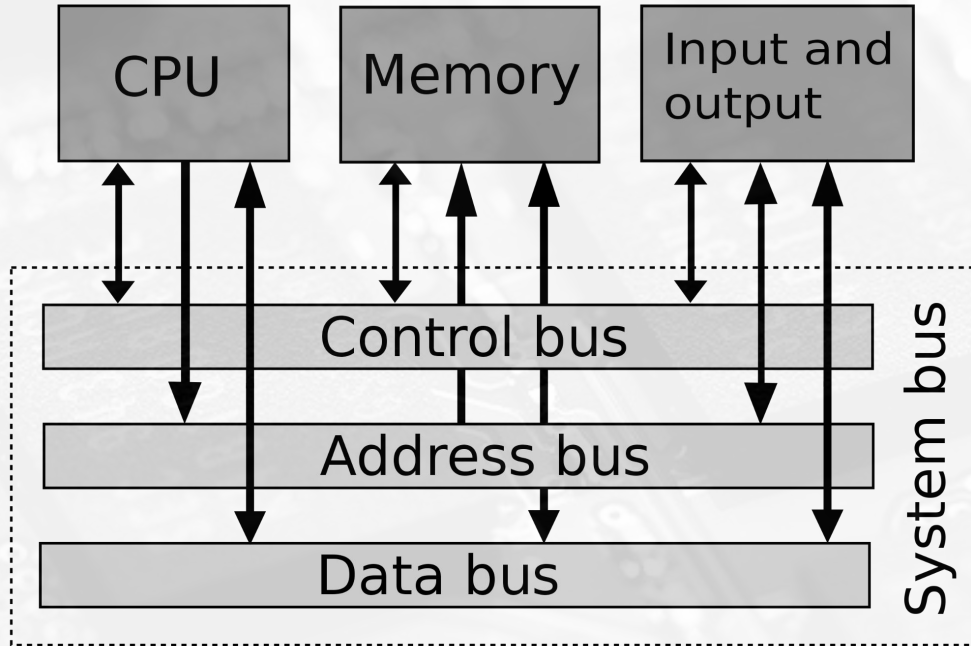 CPU
Memory
Input and
output
Control bus
Address bus
Data bus
System bus